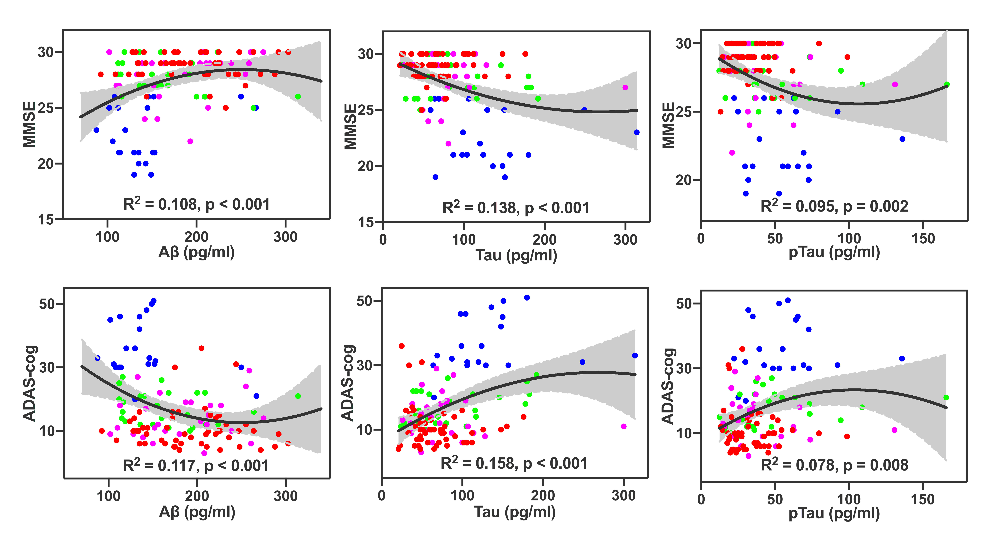 MMSE
30
25
20
15
R² = 0.108, p < 0.001
100 200 300
Aβ (pg/ml)
MMSE
30
25
20
15
R² = 0.138, p < 0.001
0 100 200 300
Tau (pg/ml)
MMSE
30
25
20
R² = 0.095, p = 0.002
0 50 100 150
pTau (pg/ml)
ADAS-cog
50
30
10
R² = 0.117, p < 0.001
100 200 300
Aβ (pg/ml)
ADAS-cog
50
30
10
R² = 0.158, p < 0.001
0 100 200 300
Tau (pg/ml)
ADAS-cog
50
30
10
R² = 0.078, p = 0.008
0 50 100 150
pTau (pg/ml)